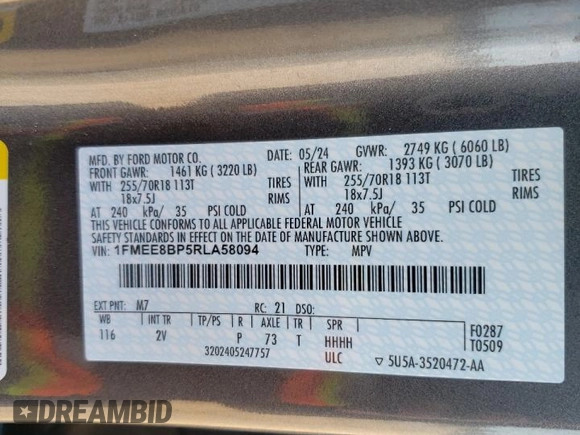 MFD. BY FORD MOTOR CO.
DATE: 05/24 GVWR: 2749 KG ( 6060 LB)
FRONT GAWR: 1461 KG ( 3220 LB)
REAR GAWR: 1393 KG ( 3070 LB)
WITH 255/70R18 113T TIRES
WITH 255/70R18 113T TIRES
18x7.5J RIMS
18x7.5J RIMS
AT 240 kPa/ 35 PSI COLD
AT 240 kPa/ 35 PSI COLD
THIS VEHICLE CONFORMS TO ALL APPLICABLE FEDERAL MOTOR VEHICLE
SAFETY STANDARDS IN EFFECT ON THE DATE OF MANUFACTURE SHOWN ABOVE.
VIN: 1FMEE8BP5RLA58094 TYPE: MPV
EXT PNT: M7 RC: 21 DSO:
WB INT TR TP/PS R AXLE TR SPR
116 2V P 73 T HHHH
F0287
T0509
3202405247757 ULC ▽ 5U5A-3520472-AA
DREAMBID